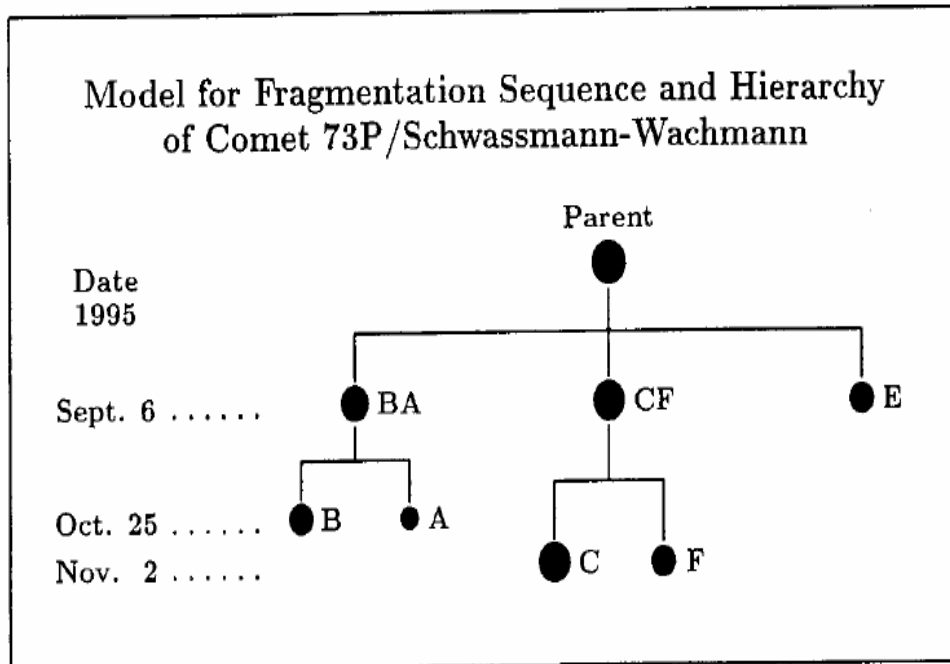 Model for Fragmentation Sequence and Hierarchy
of Comet 73P/Schwassmann-Wachmann
Parent
Date
1995
Sept. 6 ......
BA
CF
E
Oct. 25 ......
B
A
Nov. 2 ......
C
F